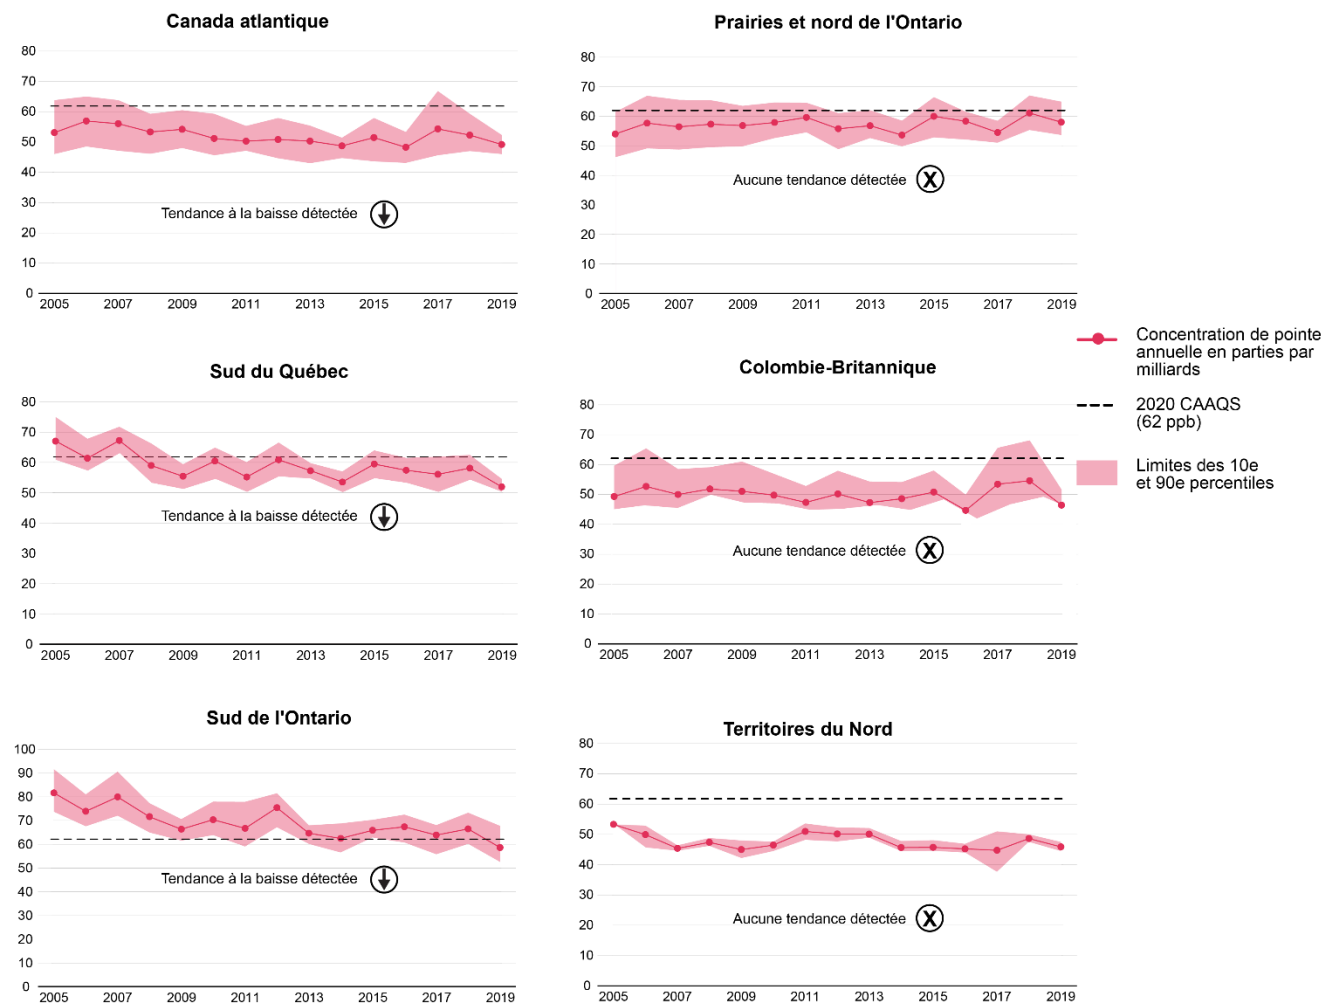 Canada atlantique
80
70
60
50
40
30
20
10
0
2005 2007 2009 2011 2013 2015 2017 2019
Tendance à la baisse détectée
Prairies et nord de l'Ontario
80
70
60
50
40
30
20
10
0
2005 2007 2009 2011 2013 2015 2017 2019
Aucune tendance détectée X
Sud du Québec
80
70
60
50
40
30
20
10
0
2005 2007 2009 2011 2013 2015 2017 2019
Tendance à la baisse détectée
Colombie-Britannique
80
70
60
50
40
30
20
10
0
2005 2007 2009 2011 2013 2015 2017 2019
Aucune tendance détectée X
Sud de l'Ontario
100
90
80
70
60
50
40
30
20
10
0
2005 2007 2009 2011 2013 2015 2017 2019
Tendance à la baisse détectée
Territoires du Nord
80
70
60
50
40
30
20
10
0
2005 2007 2009 2011 2013 2015 2017 2019
Aucune tendance détectée X
Concentration de pointe
annuelle en parties par
milliards
2020 CAAQS
(62 ppb)
Limites des 10e
et 90e percentiles